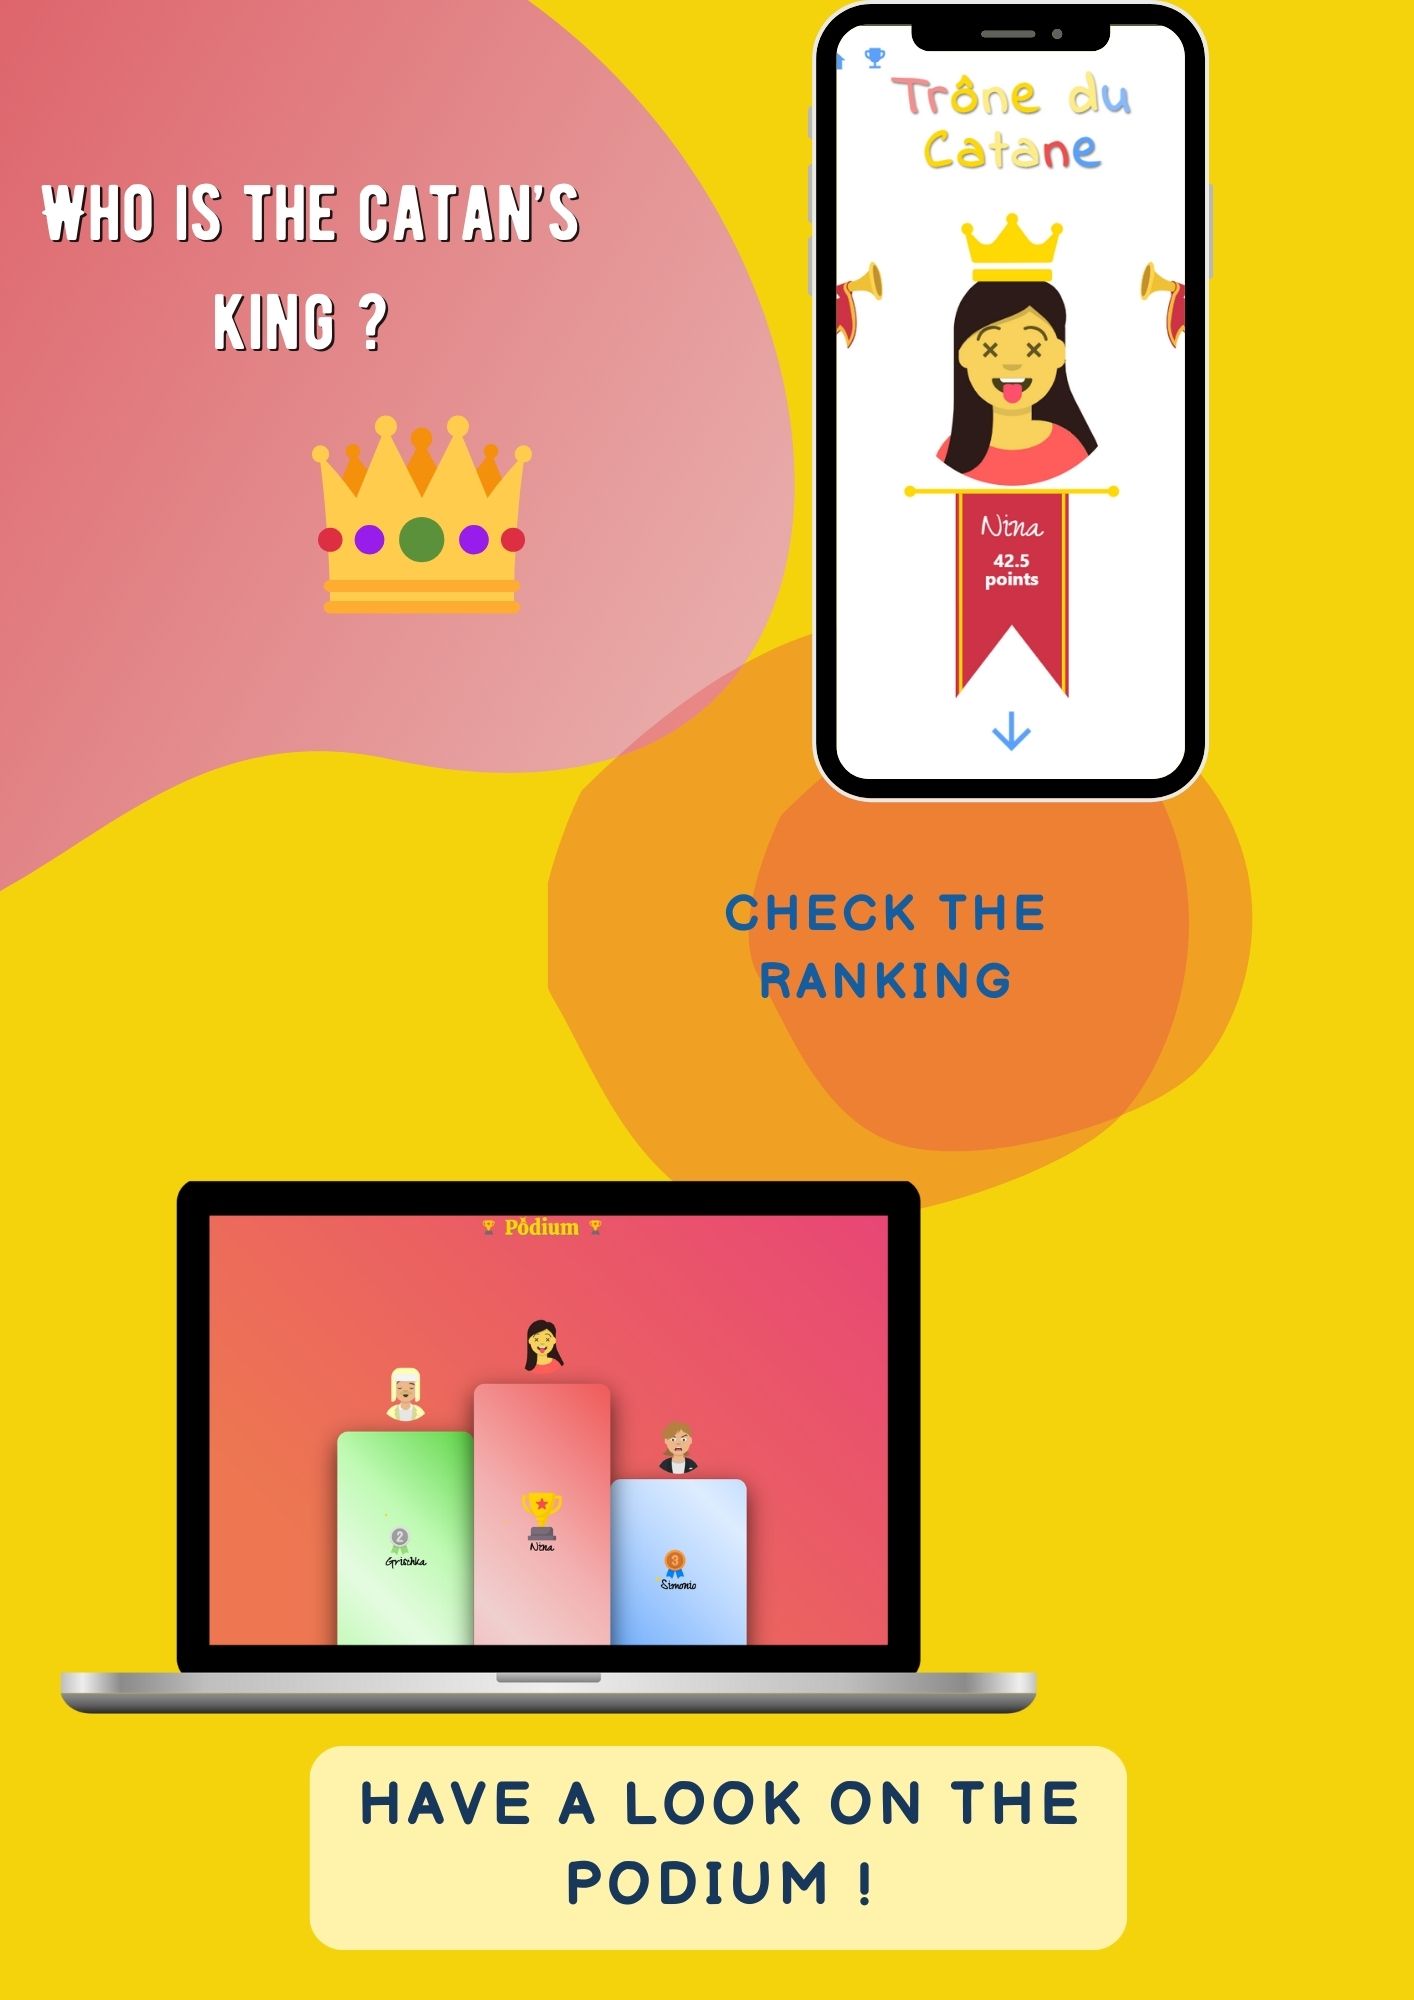 WHO IS THE CATAN'S
KING ?
Trône du
Catane
Nina
42.5
points
CHECK THE
RANKING
Podium
2
Grischka
Nina
3
Simonio
HAVE A LOOK ON THE
PODIUM !